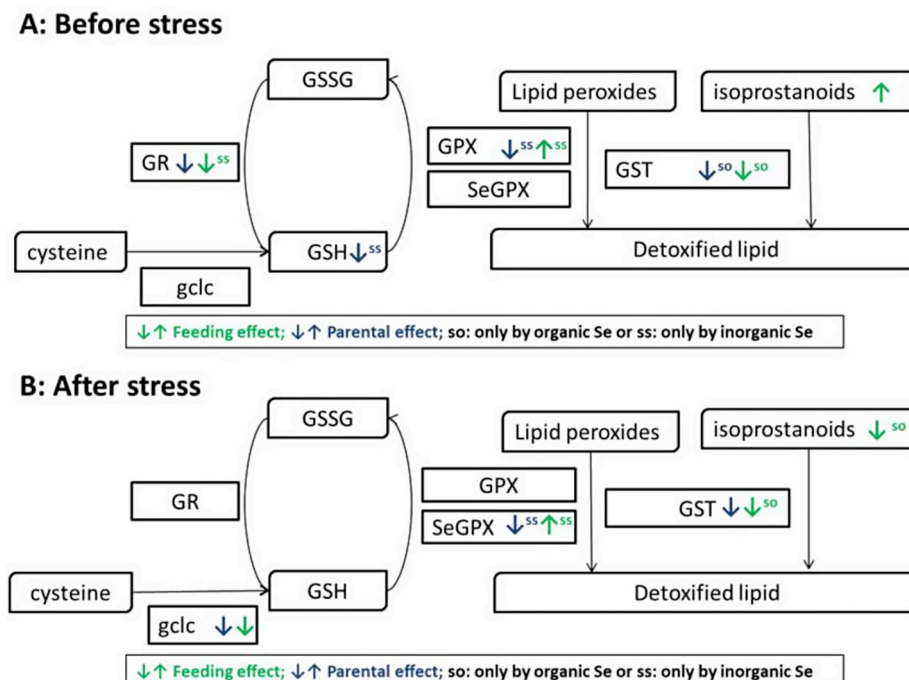 A: Before stress
GSSG
Lipid peroxides
isoprostanoids ↑
GR ↓ ↓ss
GPX ↓ss ↑ss
GST ↓so ↓so
SeGPX
cysteine
GSH ↓ss
Detoxified lipid
gclc
↓↑ Feeding effect; ↓↑ Parental effect; so: only by organic Se or ss: only by inorganic Se
B: After stress
GSSG
Lipid peroxides
isoprostanoids ↓so
GR
GPX
GST ↓ ↓so
SeGPX ↓ss ↑ss
cysteine
GSH
Detoxified lipid
gclc ↓ ↓
↓↑ Feeding effect; ↓↑ Parental effect; so: only by organic Se or ss: only by inorganic Se